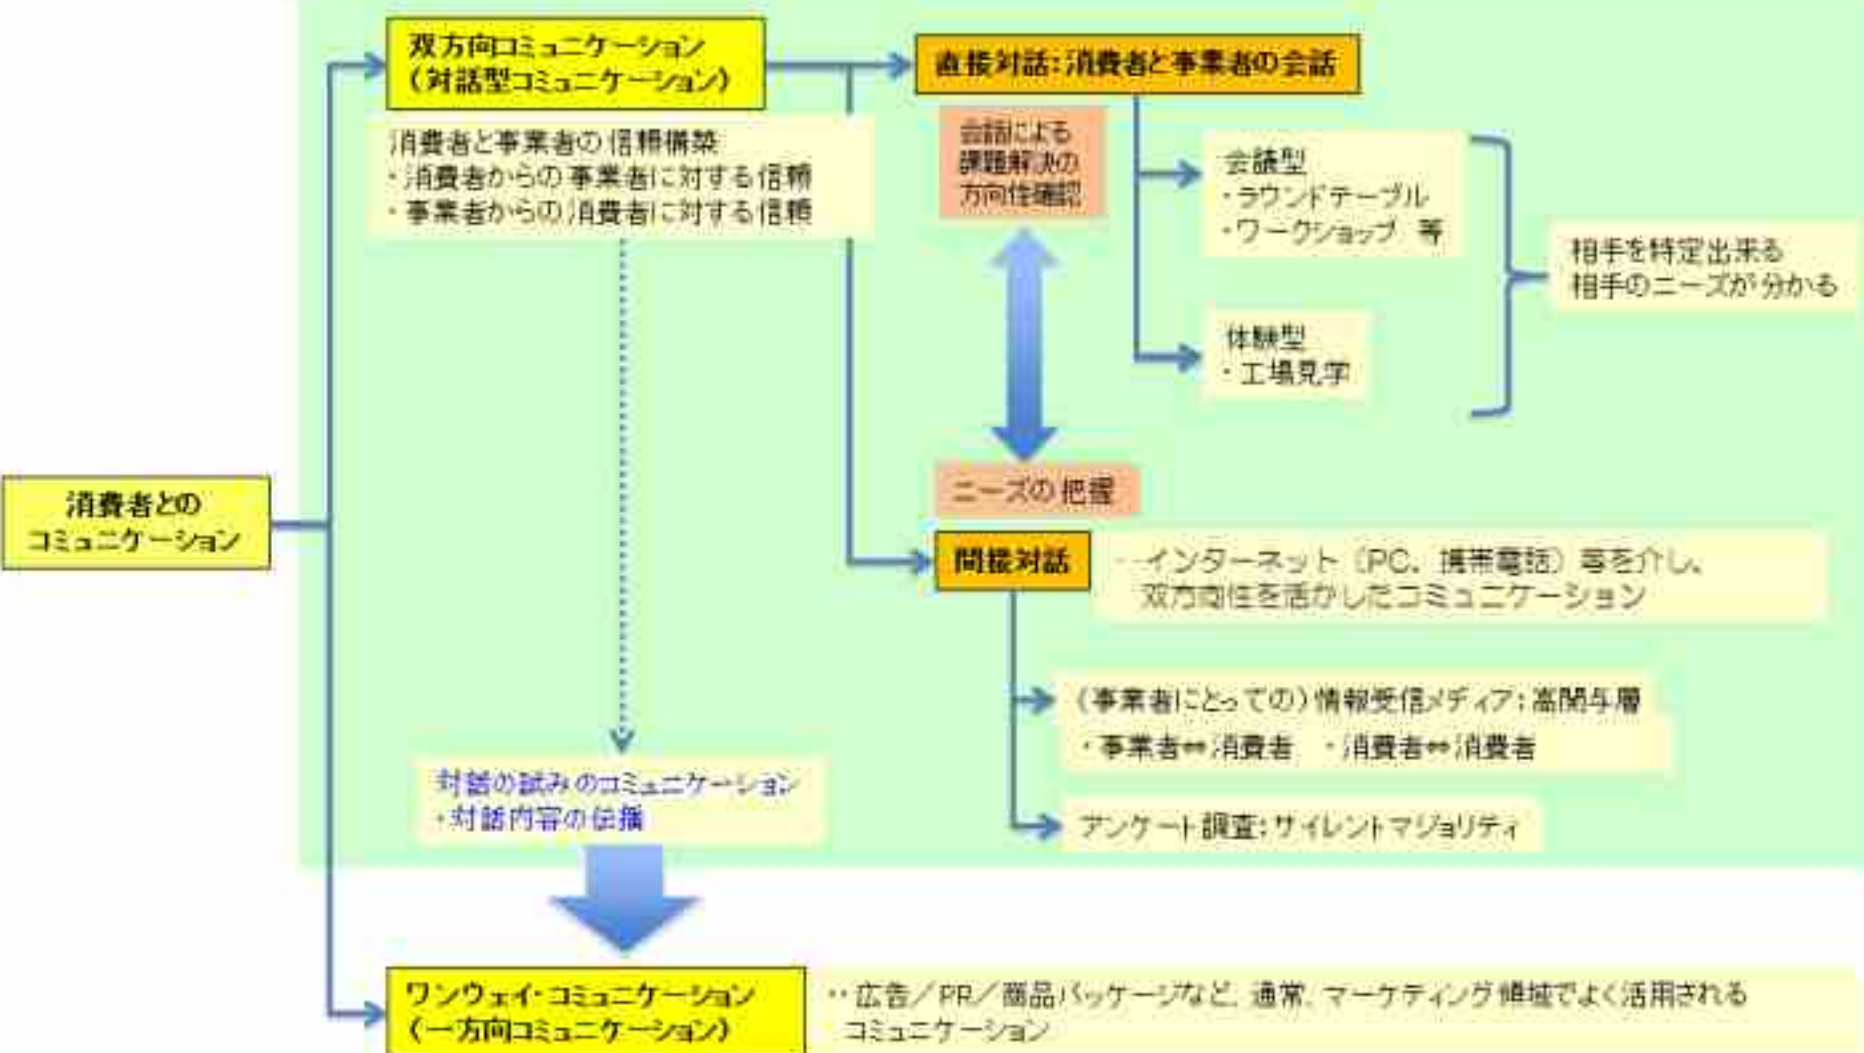 双方向コミュニケーション
（対話型コミュニケーション）
消費者と事業者の信頼構築
・消費者からの事業者に対する信頼
・事業者からの消費者に対する信頼
直接対話：消費者と事業者の会話
会話による
課題解決の
方向性確認
会議型
・ラウンドテーブル
・ワークショップ 等
体験型
・工場見学
相手を特定出来る
相手のニーズが分かる
消費者との
コミュニケーション
ニーズの把握
間接対話
…インターネット（PC、携帯電話）等を介し、
双方向性を活かしたコミュニケーション
（事業者にとっての）情報受信メディア：高関与層
・事業者⇔消費者 ・消費者⇔消費者
アンケート調査：サイレントマジョリティ
対話の試みのコミュニケーション
・対話内容の伝播
ワンウェイ・コミュニケーション
（一方向コミュニケーション）
‥広告／PR／商品パッケージなど、通常、マーケティング領域でよく活用される
コミュニケーション